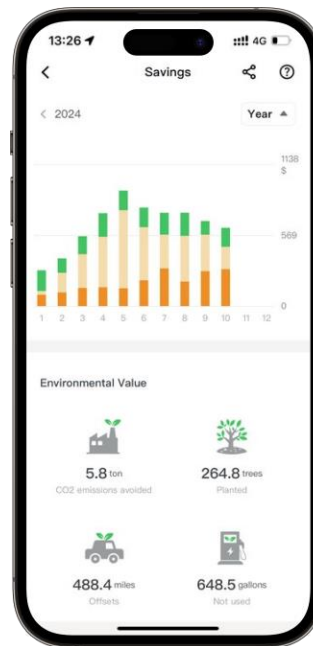 13:26 4G
Savings
2024 Year
1138
$
569
0
1 2 3 4 5 6 7 8 9 10 11 12
Environmental Value
5.8 ton 264.8 trees
CO2 emissions avoided Planted
488.4 miles 648.5 gallons
Offsets Not used